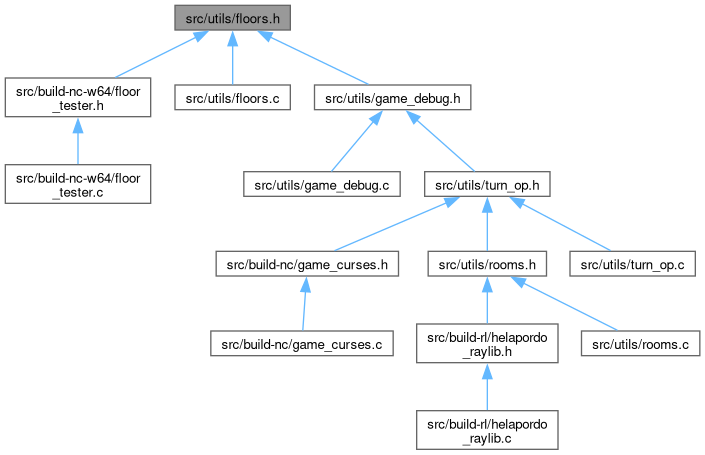 src/utils/floors.h
src/build-nc-w64/floor
_tester.h
src/utils/floors.c
src/utils/game_debug.h
src/build-nc-w64/floor
_tester.c
src/utils/game_debug.c
src/utils/turn_op.h
src/build-nc/game_curses.h
src/utils/rooms.h
src/utils/turn_op.c
src/build-nc/game_curses.c
src/build-rl/helapordo
_raylib.h
src/utils/rooms.c
src/build-rl/helapordo
_raylib.c